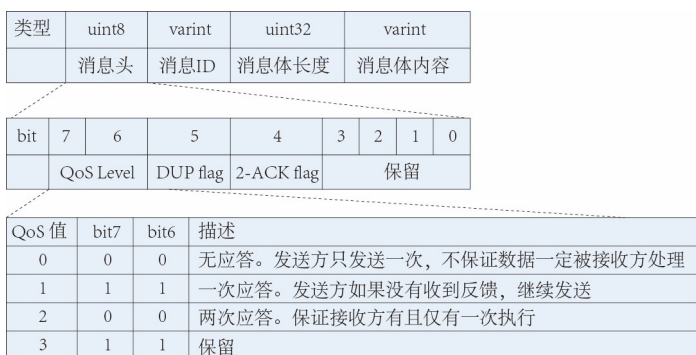 类型 uint8 varint uint32 varint
消息头 消息ID 消息体长度 消息体内容
bit 7 6 5 4 3 2 1 0
QoS Level DUP flag 2-ACK flag 保留
QoS 值 bit7 bit6 描述
0 0 0 无应答。发送方只发送一次，不保证数据一定被接收方处理
1 1 1 一次应答。发送方如果没有收到反馈，继续发送
2 0 0 两次应答。保证接收方有且仅有一次执行
3 1 1 保留